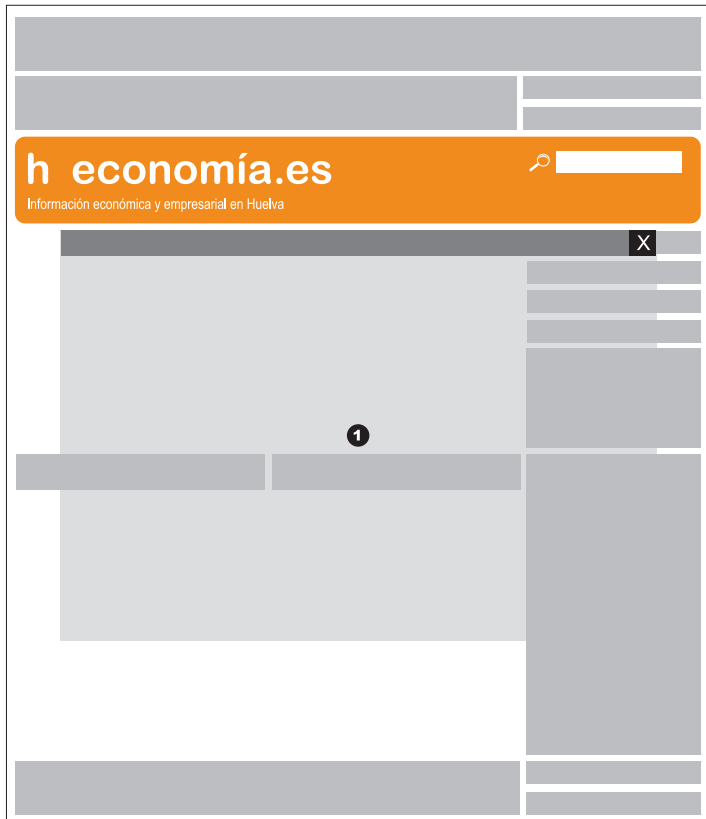 h economía.es
Información económica y empresarial en Huelva
X
1